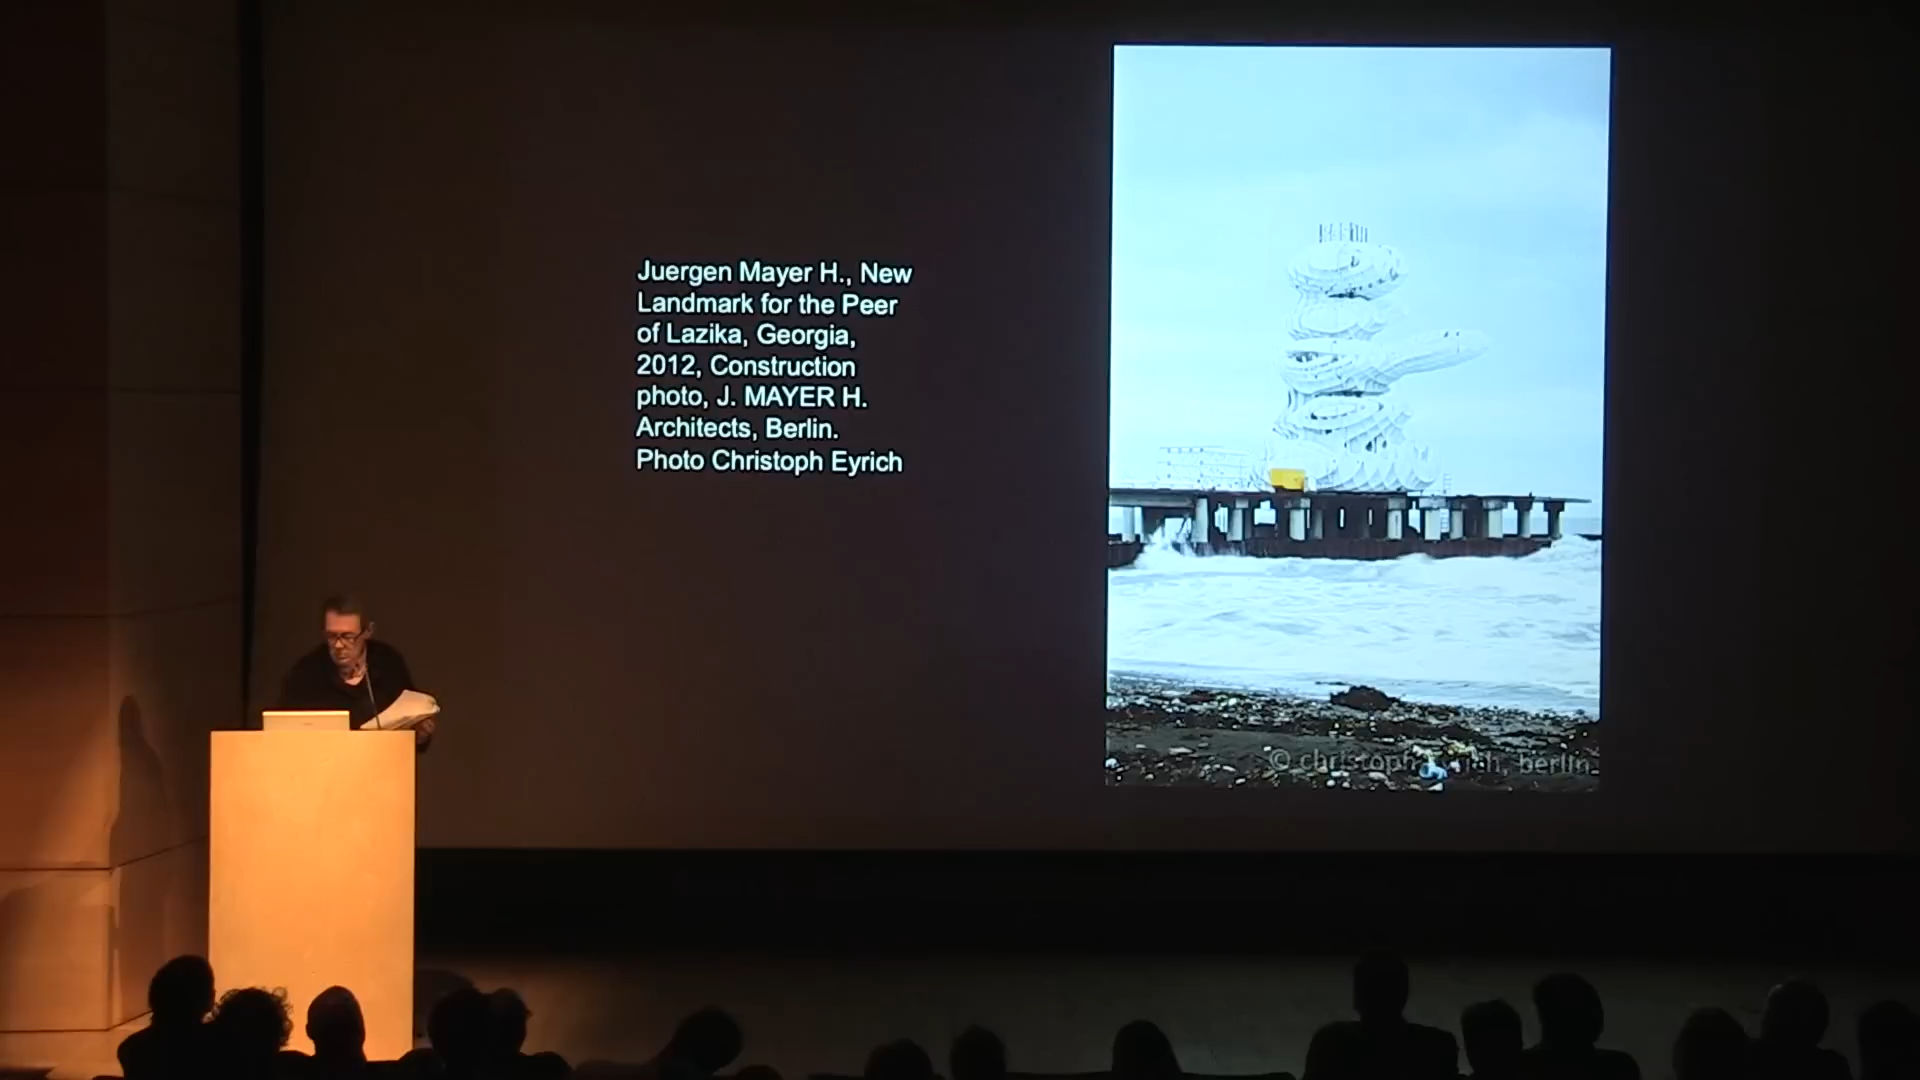 Juergen Mayer H., New
Landmark for the Peer
of Lazika, Georgia,
2012, Construction
photo, J. MAYER H.
Architects, Berlin.
Photo Christoph Eyrich
© christoph eyrich, berlin